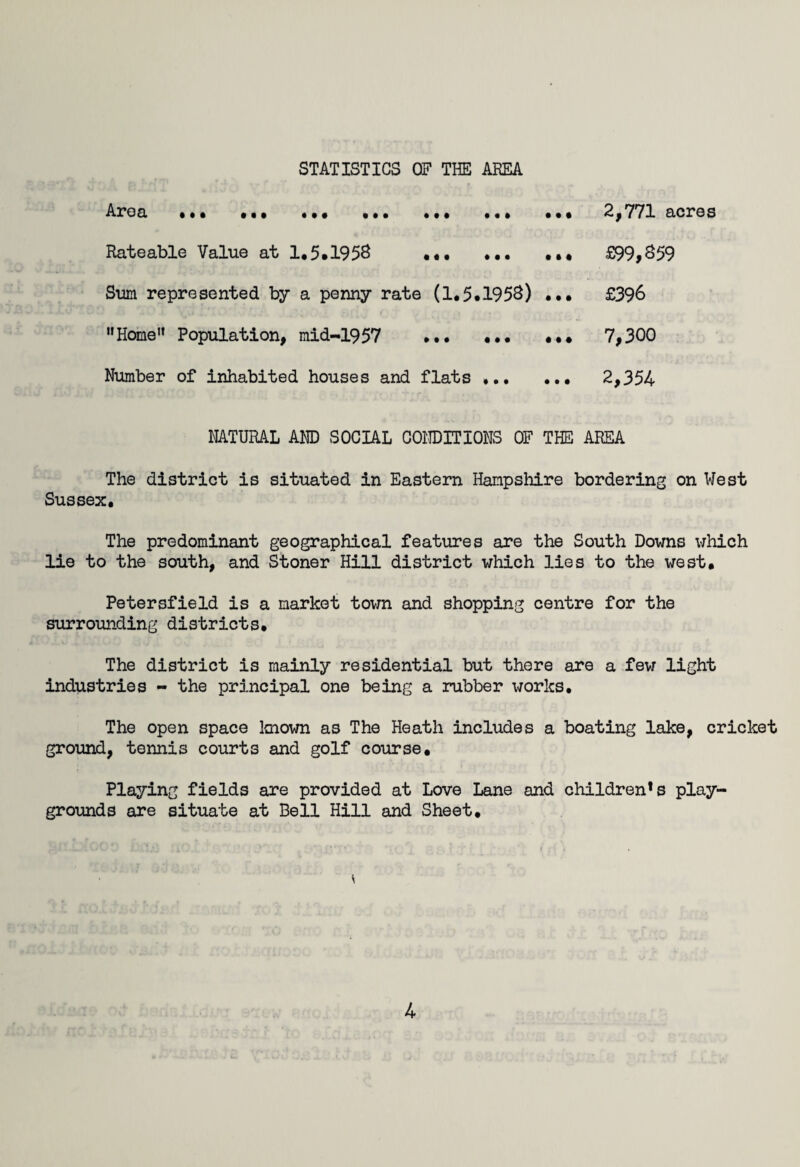 STATISTICS OF THE AREA
Area ... ... ... ... ... ... ... 2,771 acres
Rateable Value at 1.5.1958 ... ... ... £99,859
Sum represented by a penny rate (1.5.1958) ... £396
"Home" Population, mid-1957 ... ... ... 7,300
Number of inhabited houses and flats ... ... 2,354
NATURAL AND SOCIAL CONDITIONS OF THE AREA
The district is situated in Eastern Hampshire bordering on West
Sussex.
The predominant geographical features are the South Downs which
lie to the south, and Stoner Hill district which lies to the west.
Petersfield is a market town and shopping centre for the
surrounding districts.
The district is mainly residential but there are a few light
industries - the principal one being a rubber works.
The open space known as The Heath includes a boating lake, cricket
ground, tennis courts and golf course.
Playing fields are provided at Love Lane and children's play-
grounds are situate at Bell Hill and Sheet.
4